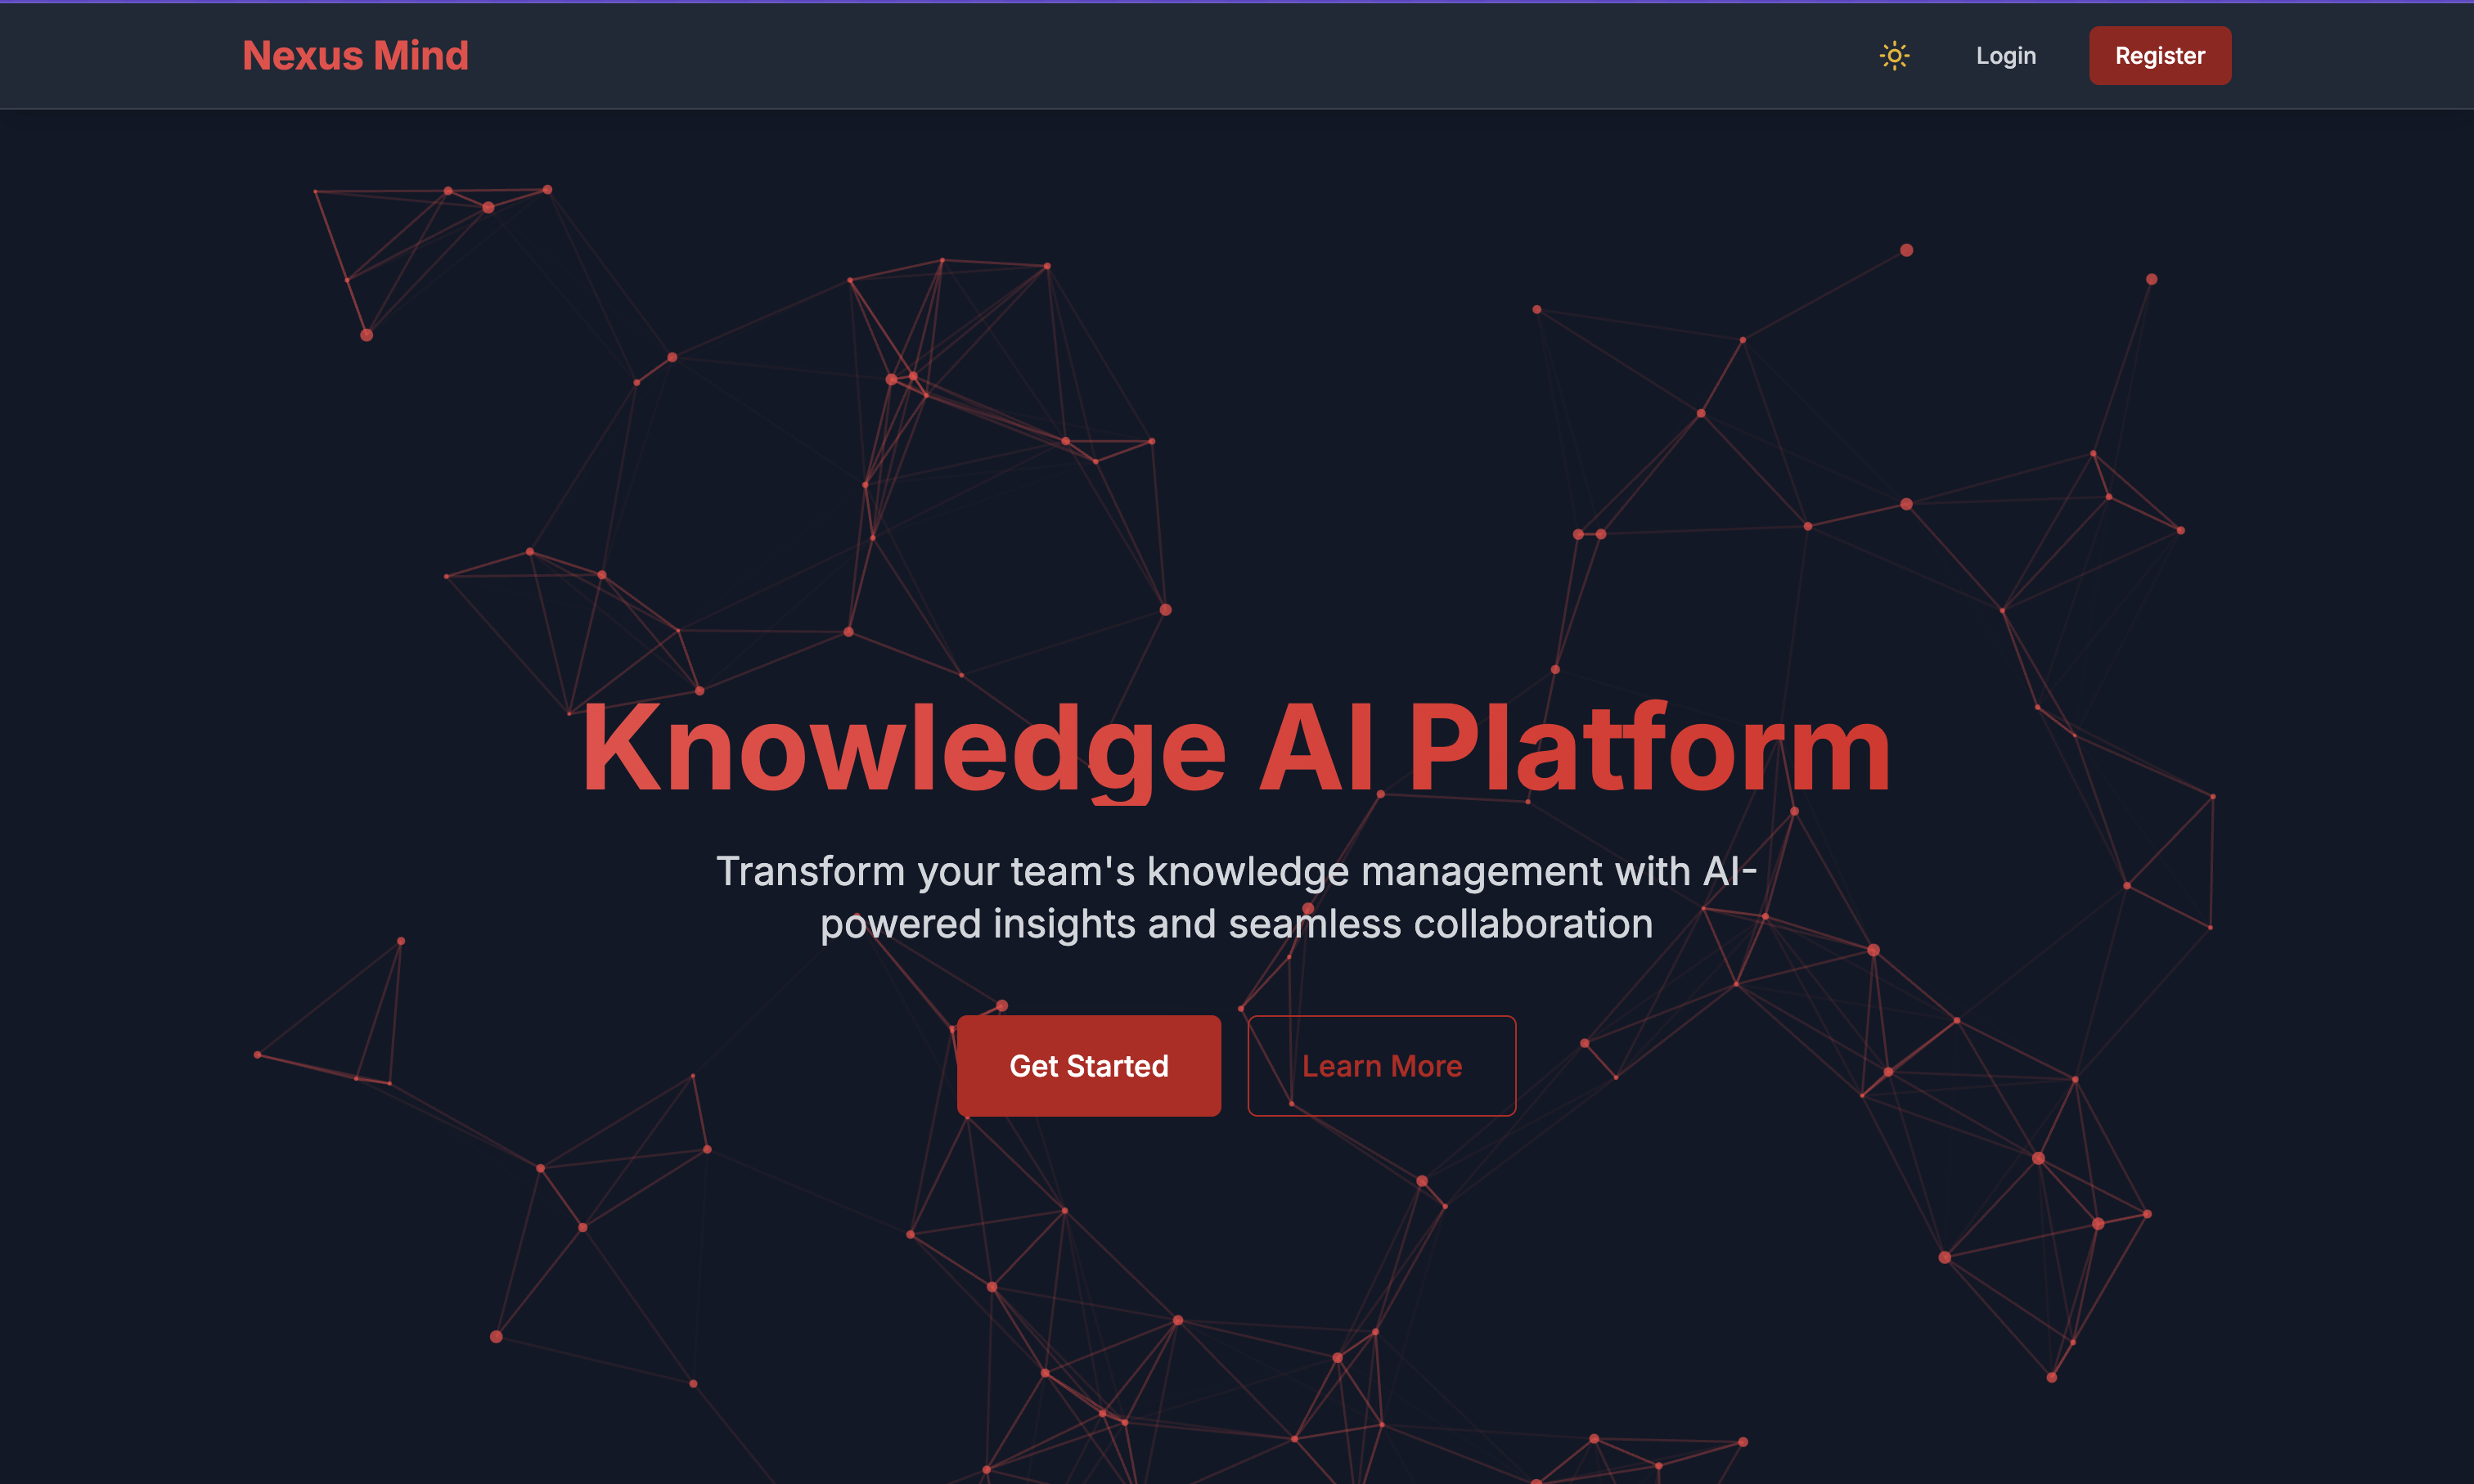 Nexus Mind
Login
Register
Knowledge AI Platform
Transform your team's knowledge management with AI-
powered insights and seamless collaboration
Get Started
Learn More